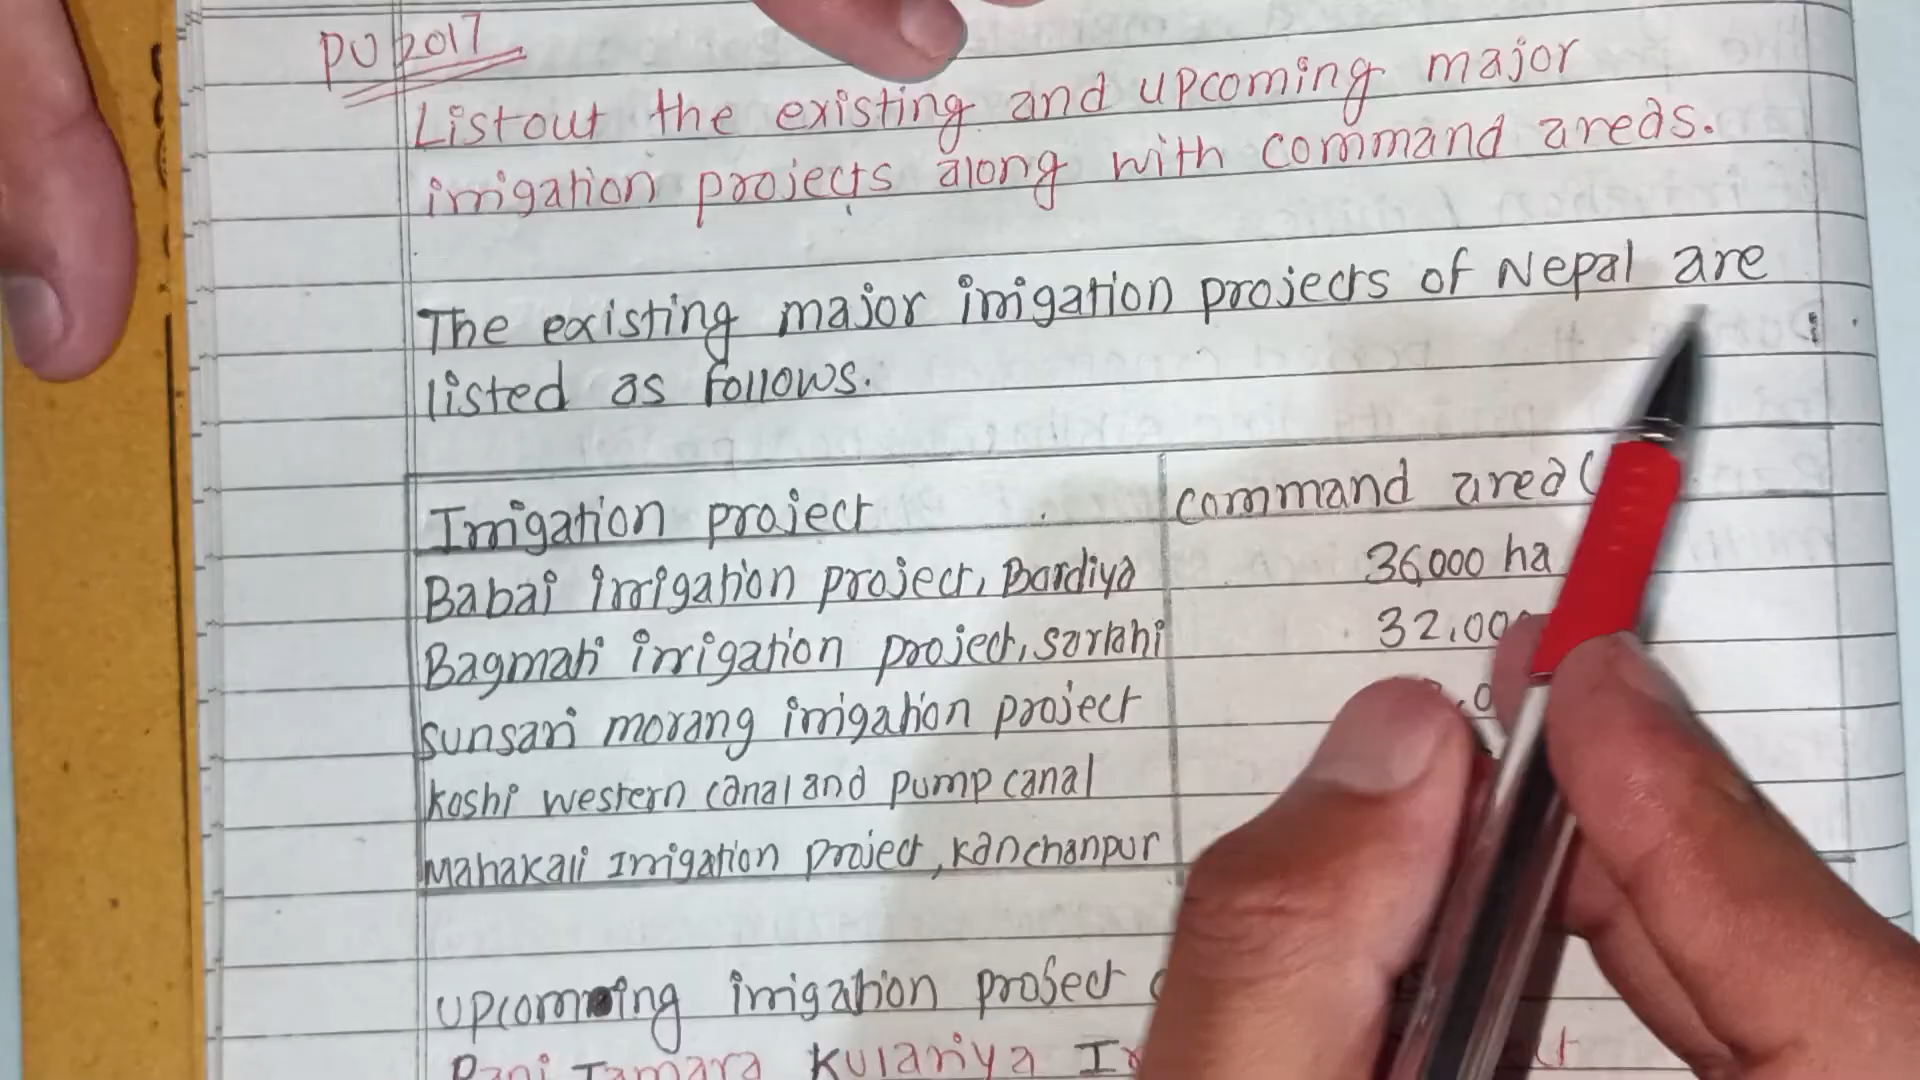 PU 2017
Listout the existing and upcoming major
irrigation projects along with command areas.
The existing major irrigation projects of Nepal are
listed as follows.
Irrigation project command area (
Babai irrigation project, Bardiya 36,000 ha
Bagmati irrigation project, sarlahi
sunsari morang irrigation project
koshi western canal and pump canal
Mahakali Irrigation project, kanchanpur
upcomming irrigation project
Rani Jamara Kulariya